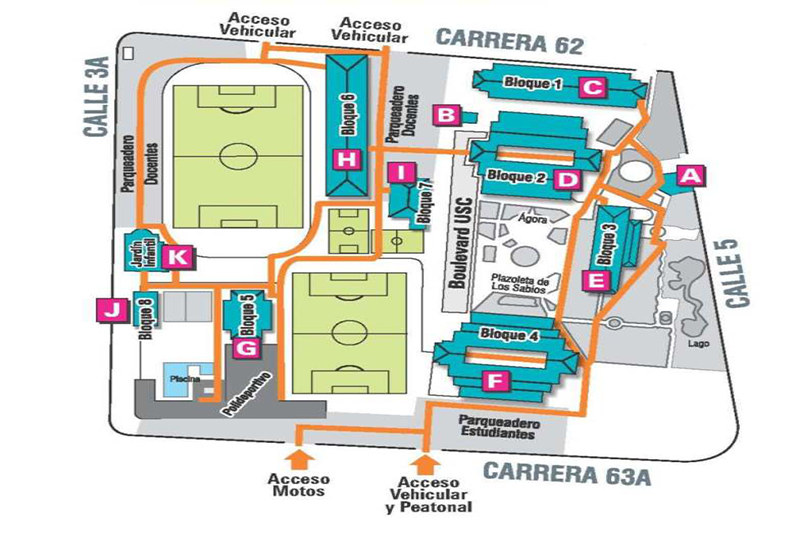 Acceso
Vehicular
Acceso
Vehicular
CARRERA 62
CALLE 3A
Bloque 1
C
Bloque 6
Parqueadero
Docentes
B
Parqueadero
Docentes
H
I
Bloque 2
D
A
Bloque 7
Boulevard USC
Agora
Bloque 3
Jardín
Infantil
K
Plazoleta de
Los Sabios
E
CALLE 5
J
Bloque 8
Bloque 5
G
Bloque 4
Lago
Piscina
Polideportivo
F
Parqueadero
Estudiantes
Acceso
Motos
Acceso
Vehicular
y Peatonal
CARRERA 63A